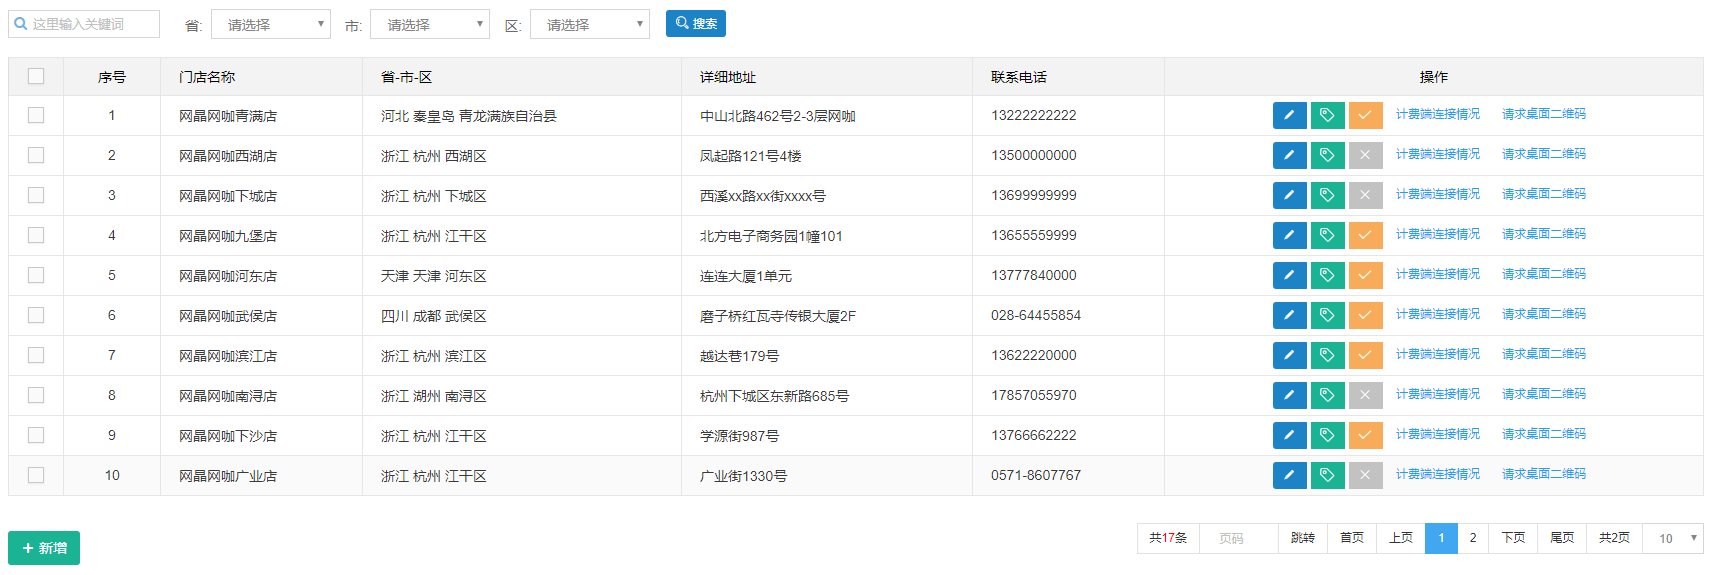 这里输入关键词 省: 请选择 市: 请选择 区: 请选择 搜索
序号 门店名称 省-市-区 详细地址 联系电话 操作
1 网晶网咖青满店 河北 秦皇岛 青龙满族自治县 中山北路462号2-3层网咖 13222222222 计费端连接情况 请求桌面二维码
2 网晶网咖西湖店 浙江 杭州 西湖区 凤起路121号4楼 13500000000 计费端连接情况 请求桌面二维码
3 网晶网咖下城店 浙江 杭州 下城区 西溪xx路xx街xxxx号 13699999999 计费端连接情况 请求桌面二维码
4 网晶网咖九堡店 浙江 杭州 江干区 北方电子商务园1幢101 13655559999 计费端连接情况 请求桌面二维码
5 网晶网咖河东店 天津 天津 河东区 连连大厦1单元 13777840000 计费端连接情况 请求桌面二维码
6 网晶网咖武侯店 四川 成都 武侯区 磨子桥红瓦寺传银大厦2F 028-64455854 计费端连接情况 请求桌面二维码
7 网晶网咖滨江店 浙江 杭州 滨江区 越达巷179号 13622220000 计费端连接情况 请求桌面二维码
8 网晶网咖南浔店 浙江 湖州 南浔区 杭州下城区东新路685号 17857055970 计费端连接情况 请求桌面二维码
9 网晶网咖下沙店 浙江 杭州 江干区 学源街987号 13766662222 计费端连接情况 请求桌面二维码
10 网晶网咖广业店 浙江 杭州 江干区 广业街1330号 0571-8607767 计费端连接情况 请求桌面二维码
+ 新增 共17条 页码 跳转 首页 上页 1 2 下页 尾页 共2页 10